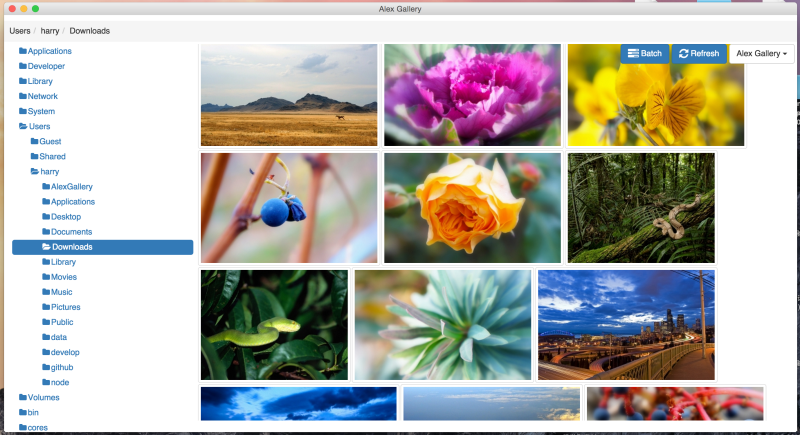 Alex Gallery
Users / harry / Downloads
Batch
Refresh
Alex Gallery
Applications
Developer
Library
Network
System
Users
Guest
Shared
harry
AlexGallery
Applications
Desktop
Documents
Downloads
Library
Movies
Music
Pictures
Public
data
develop
github
node
Volumes
bin
cores